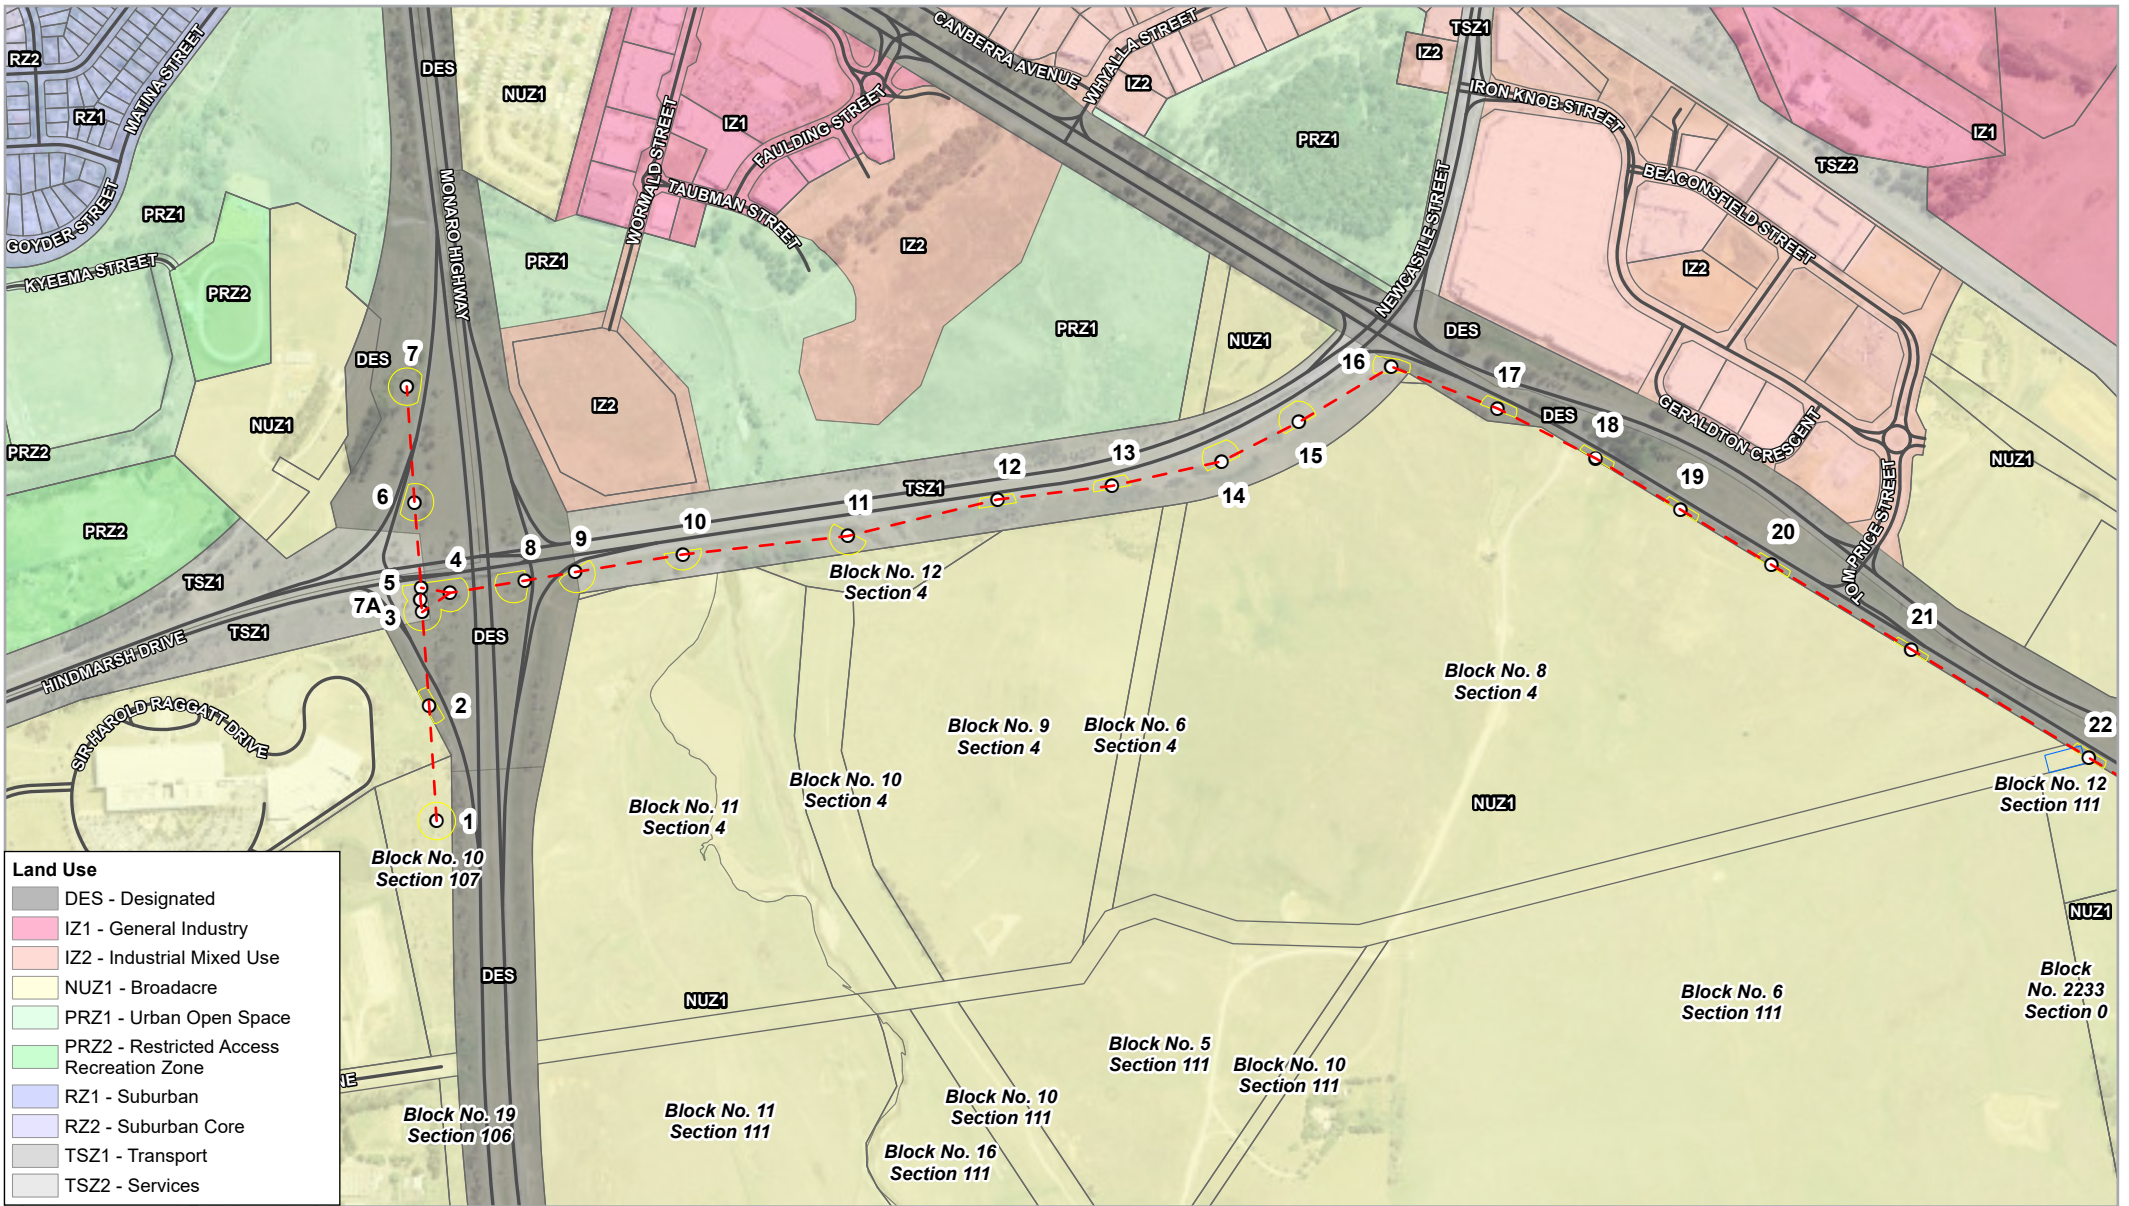 RZ2
MATINA STREET
RZ1
GOYDER STREET
PRZ1
KYEEMA STREET
PRZ2
DES
MONARO HIGHWAY
NUZ1
IZ1
WORMALD STREET
FAULDING STREET
TAUBMAN STREET
PRZ1
IZ2
CANBERRA AVENUE
WHYALLA STREET
IZ2
PRZ1
PRZ1
NUZ1
NEWCASTLE STREET
IZ2
TSZ1
IRON KNOB STREET
BEACONSFIELD STREET
IZ2
TSZ2
IZ1
DES
DES
7
NUZ1
PRZ2
PRZ2
IZ2
6
TSZ1
TSZ1
HINDMARSH DRIVE
5
4
7A
3
8
9
10
11
TSZ1
12
13
14
15
16
17
DES
18
19
20
21
22
GERALDTON CRESCENT
TOM PRICE STREET
NUZ1
DES
2
1
SIR HAROLD RAGGATT DRIVE
Block No. 12
Section 4
Block No. 8
Section 4
Block No. 9
Section 4
Block No. 6
Section 4
Block No. 10
Section 4
Block No. 11
Section 4
NUZ1
Block No. 12
Section 111
Block No. 10
Section 107
NUZ1
DES
NUZ1
Block
No. 2233
Section 0
Block No. 6
Section 111
Block No. 5
Section 111
Block No. 10
Section 111
Block No. 10
Section 111
Block No. 11
Section 111
Block No. 16
Section 111
Block No. 19
Section 106
NE
Land Use
DES - Designated
IZ1 - General Industry
IZ2 - Industrial Mixed Use
NUZ1 - Broadacre
PRZ1 - Urban Open Space
PRZ2 - Restricted Access
Recreation Zone
RZ1 - Suburban
RZ2 - Suburban Core
TSZ1 - Transport
TSZ2 - Services